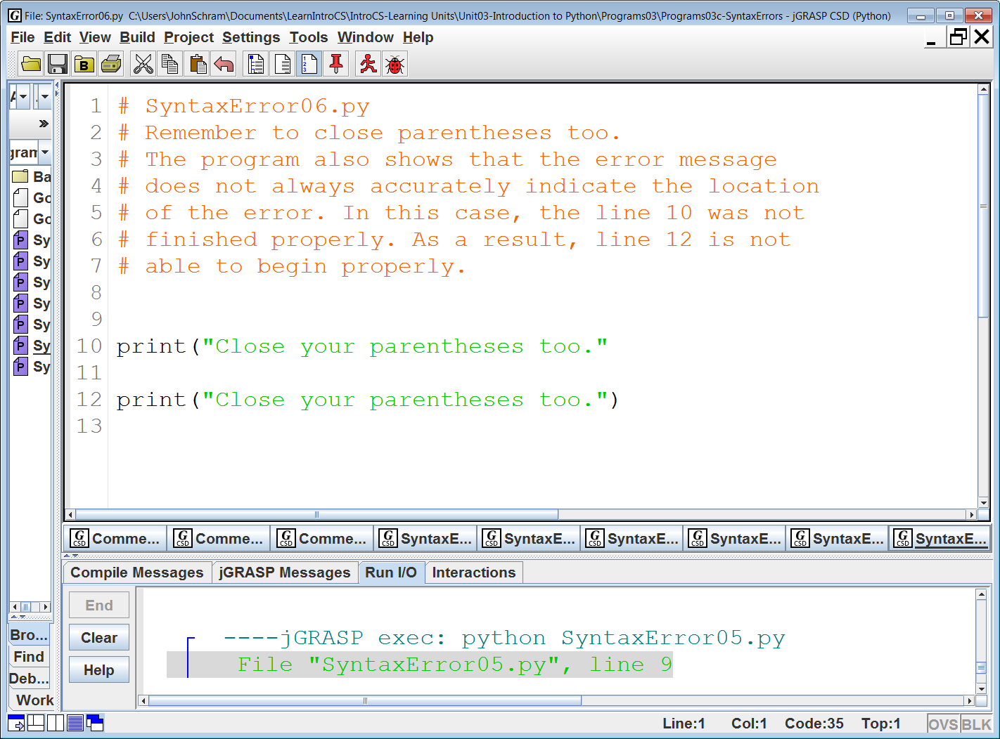 File: SyntaxError06.py  C:\Users\JohnSchram\Documents\LearnIntroCS\IntroCS-Learning Units\Unit03-Introduction to Python\Programs03\Programs03c-SyntaxErrors - jGRASP CSD (Python)
File Edit View Build Project Settings Tools Window Help
»
gram
Ba
Go
Go
Sy
Sy
Sy
Sy
Sy
Sy
Sy
1 # SyntaxError06.py
2 # Remember to close parentheses too.
3 # The program also shows that the error message
4 # does not always accurately indicate the location
5 # of the error. In this case, the line 10 was not
6 # finished properly. As a result, line 12 is not
7 # able to begin properly.
8
9
10 print("Close your parentheses too."
11
12 print("Close your parentheses too.")
13
Comme... Comme... Comme... SyntaxE... SyntaxE... SyntaxE... SyntaxE... SyntaxE... SyntaxE...
Compile Messages jGRASP Messages Run I/O Interactions
End
Clear
Help
----jGRASP exec: python SyntaxError05.py
File "SyntaxError05.py", line 9
Bro...
Find
Deb...
Work
Line:1 Col:1 Code:35 Top:1 OVS BLK